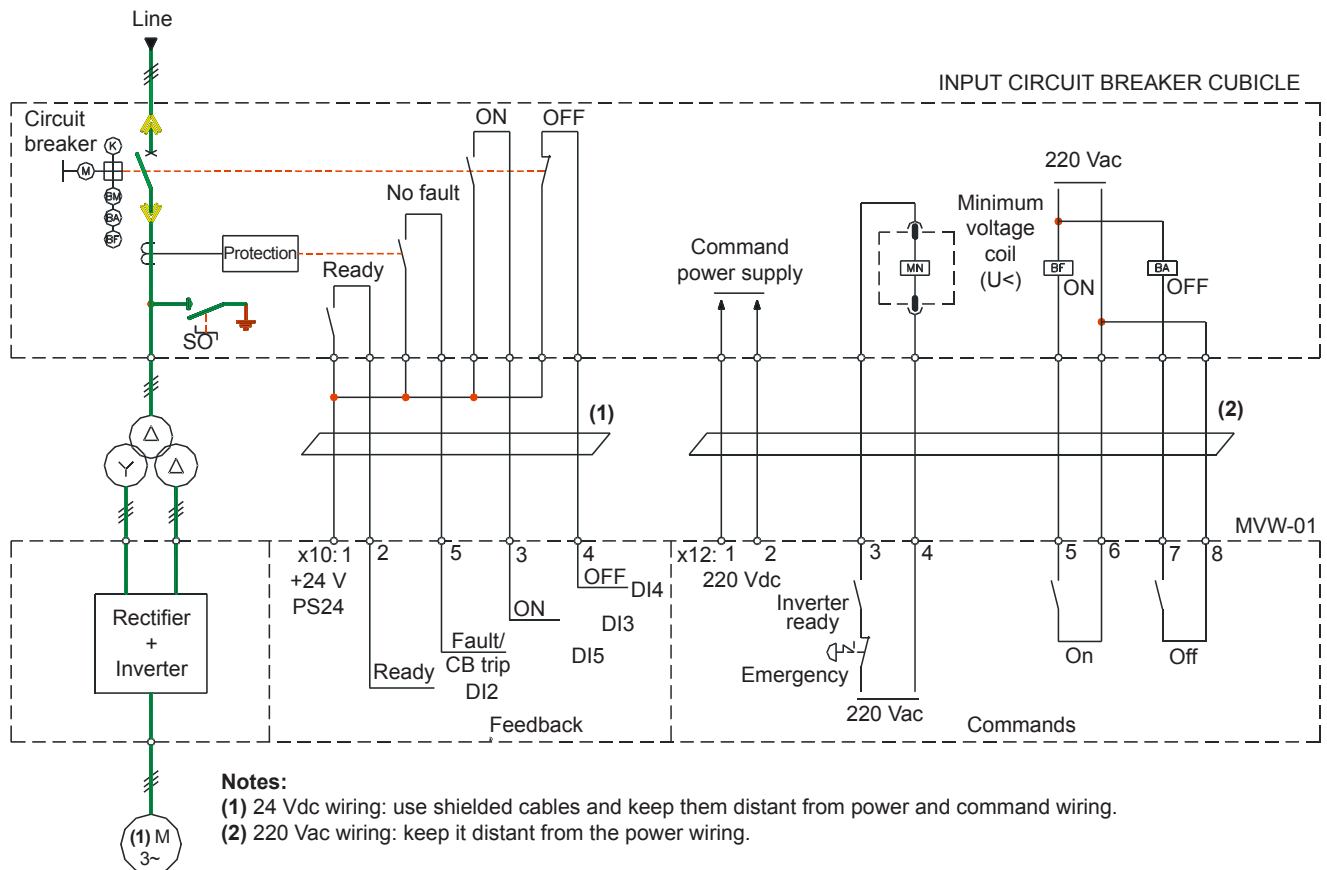 Line
INPUT CIRCUIT BREAKER CUBICLE
Circuit
breaker
K
M
BM
BA
BF
ON
OFF
No fault
Protection
Ready
SO
Command
power supply
MN
Minimum
voltage
coil
(U<)
220 Vac
BF
ON
BA
OFF
(1)
(2)
Δ
Y
Δ
MVW-01
x10: 1
2
5
3
4
+24 V
PS24
OFF
DI4
ON
DI3
Fault/
CB trip
DI5
Ready
DI2
Feedback
Rectifier
+
Inverter
x12: 1
2
3
4
5
6
7
8
220 Vdc
Inverter
ready
Emergency
220 Vac
On
Off
Commands
Notes:
(1) 24 Vdc wiring: use shielded cables and keep them distant from power and command wiring.
(2) 220 Vac wiring: keep it distant from the power wiring.
(1) M
3~